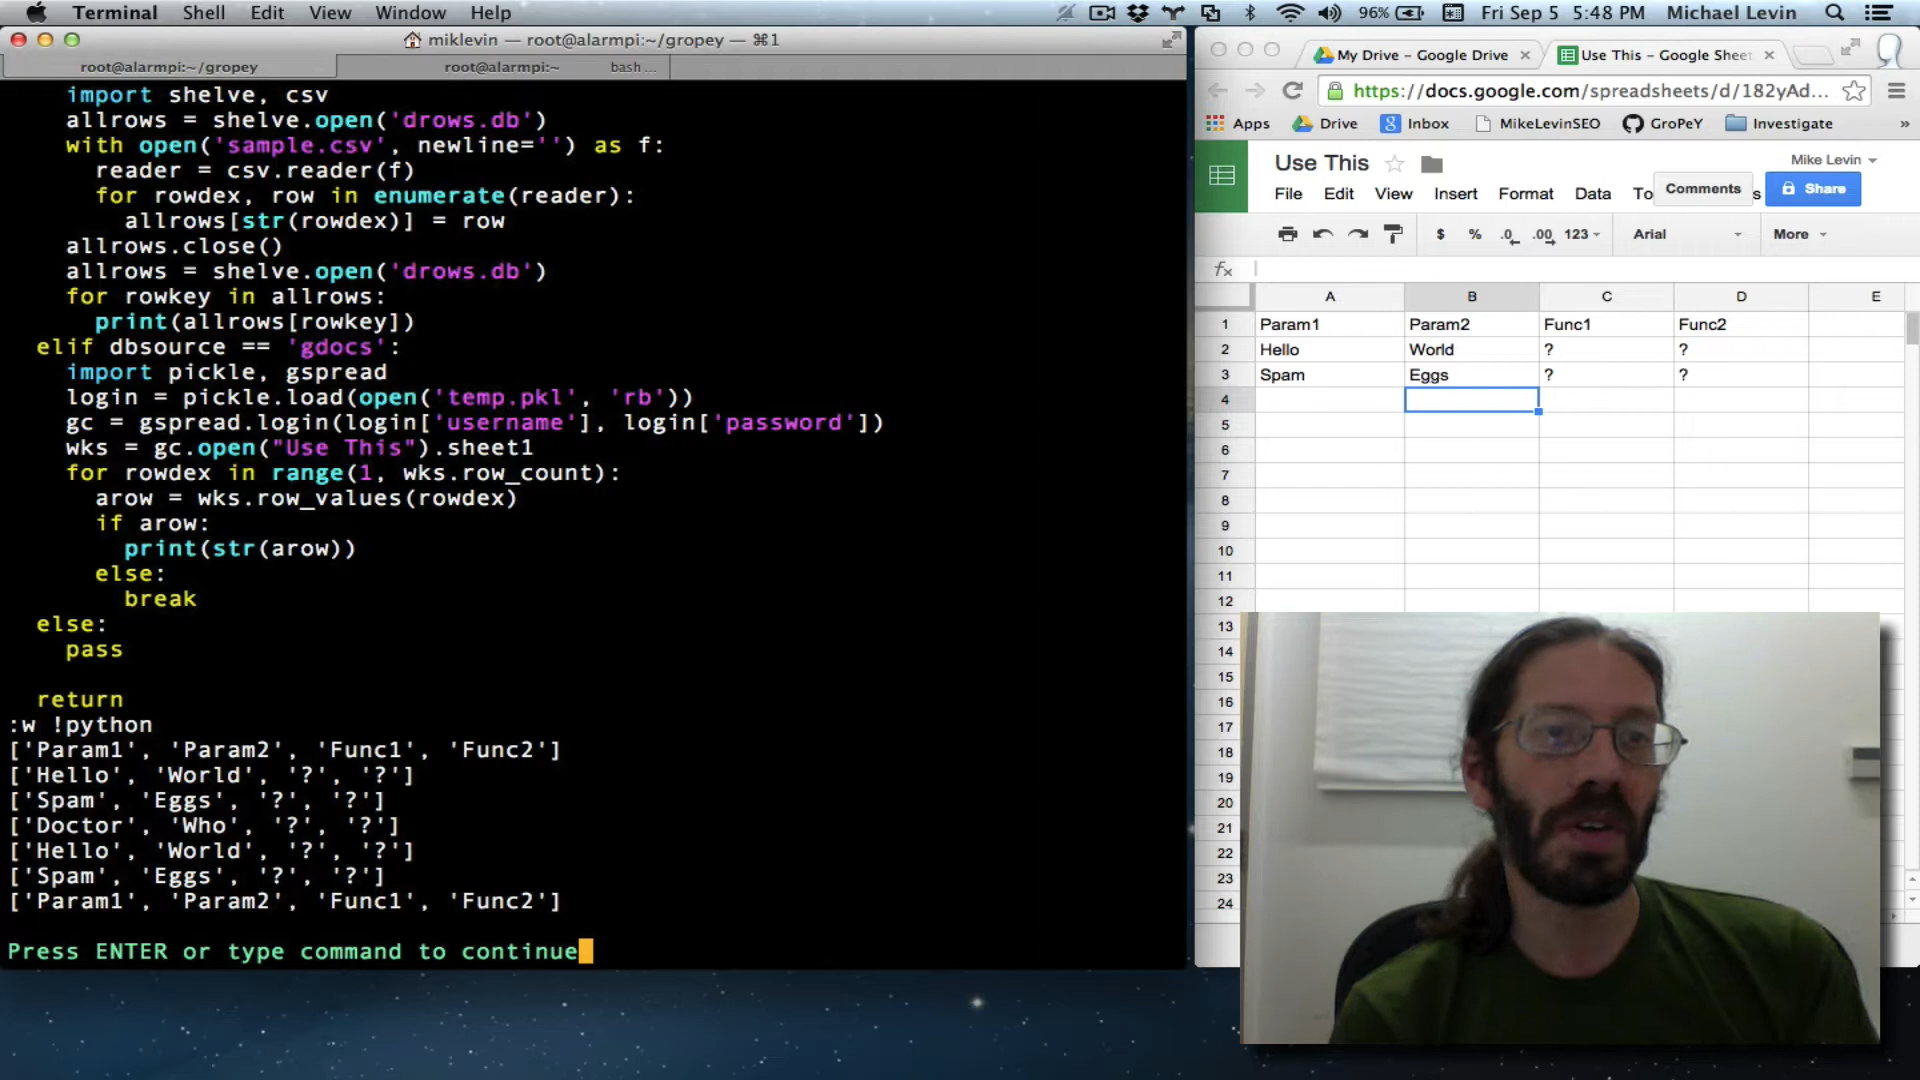 Terminal Shell Edit View Window Help
96% Fri Sep 5 5:48 PM Michael Levin
miklevin — root@alarmpi:~/gropey — ⌘1
root@alarmpi:~/gropey root@alarmpi:~ bash ...
import shelve, csv
allrows = shelve.open('drows.db')
with open('sample.csv', newline='') as f:
reader = csv.reader(f)
for rowdex, row in enumerate(reader):
allrows[str(rowdex)] = row
allrows.close()
allrows = shelve.open('drows.db')
for rowkey in allrows:
print(allrows[rowkey])
elif dbsource == 'gdocs':
import pickle, gspread
login = pickle.load(open('temp.pkl', 'rb'))
gc = gspread.login(login['username'], login['password'])
wks = gc.open("Use This").sheet1
for rowdex in range(1, wks.row_count):
arow = wks.row_values(rowdex)
if arow:
print(str(arow))
else:
break
else:
pass
return
:w !python
['Param1', 'Param2', 'Func1', 'Func2']
['Hello', 'World', '?', '?']
['Spam', 'Eggs', '?', '?']
['Doctor', 'Who', '?', '?']
['Hello', 'World', '?', '?']
['Spam', 'Eggs', '?', '?']
['Param1', 'Param2', 'Func1', 'Func2']
Press ENTER or type command to continue
My Drive – Google Drive × Use This – Google Sheet ×
https://docs.google.com/spreadsheets/d/182yAd...
Apps Drive Inbox MikeLevinSEO GroPeY Investigate »
Use This Mike Levin
File Edit View Insert Format Data To Comments s Share
$ % .0 .00 123 Arial More
fx
A B C D E
1 Param1 Param2 Func1 Func2
2 Hello World ? ?
3 Spam Eggs ? ?
4
5
6
7
8
9
10
11
12
13
14
15
16
17
18
19
20
21
22
23
24